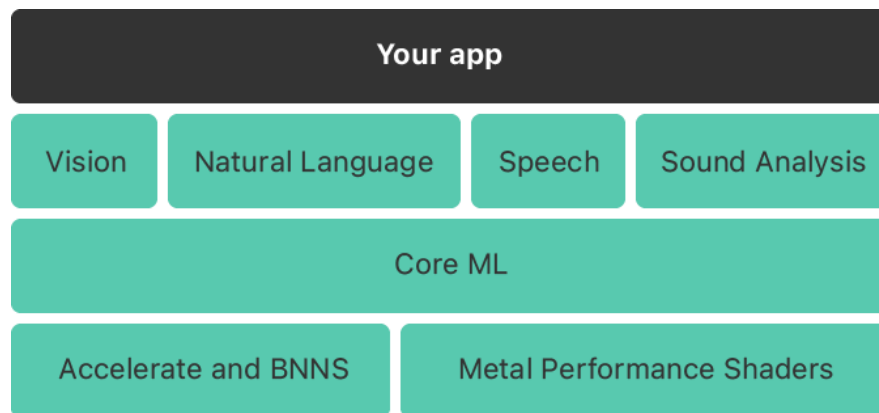 Your app
Vision Natural Language Speech Sound Analysis
Core ML
Accelerate and BNNS Metal Performance Shaders